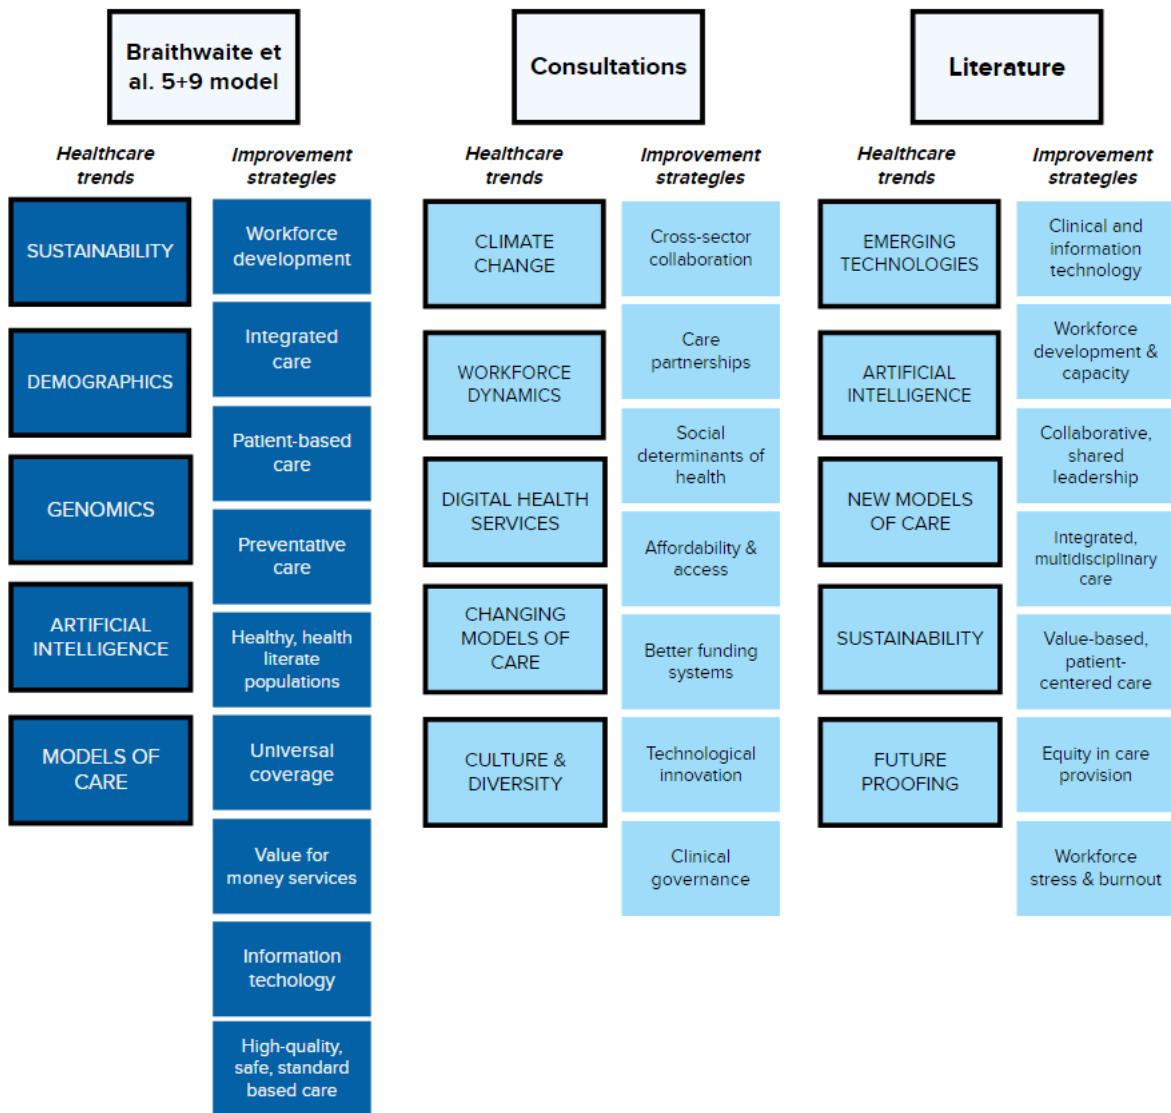 Braithwaite et
al. 5+9 model
Healthcare
trends
Improvement
strategies
SUSTAINABILITY
DEMOGRAPHICS
GENOMICS
ARTIFICIAL
INTELLIGENCE
MODELS OF
CARE
Workforce
development
Integrated
care
Patient-based
care
Preventative
care
Healthy, health
literate
populations
Universal
coverage
Value for
money services
Information
techology
High-quality,
safe, standard
based care
Consultations
Healthcare
trends
Improvement
strategies
CLIMATE
CHANGE
WORKFORCE
DYNAMICS
DIGITAL HEALTH
SERVICES
CHANGING
MODELS OF
CARE
CULTURE &
DIVERSITY
Cross-sector
collaboration
Care
partnerships
Social
determinants of
health
Affordability &
access
Better funding
systems
Technological
innovation
Clinical
governance
Literature
Healthcare
trends
Improvement
strategies
EMERGING
TECHNOLOGIES
ARTIFICIAL
INTELLIGENCE
NEW MODELS
OF CARE
SUSTAINABILITY
FUTURE
PROOFING
Clinical and
information
technology
Workforce
development &
capacity
Collaborative,
shared
leadership
Integrated,
multidisciplinary
care
Value-based,
patient-
centered care
Equity in care
provision
Workforce
stress & burnout